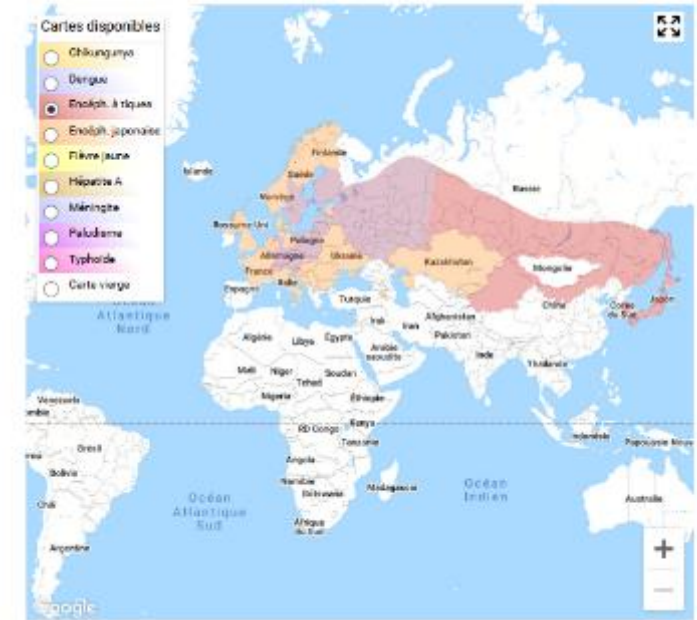 Cartes disponibles
Chikungunya
Dengue
Encéph. à tiques
Encéph. japonaise
Fièvre jaune
Hépatite A
Méningite
Paludisme
Typhoïde
Carte vierge
Islande
Finlande
Suède
Norvège
Russie
Royaume-Uni
Pologne
Allemagne
Ukraine
France
Kazakhstan
Mongolie
Italie
Espagne
Turquie
Chine
Corée du Sud
Japon
Océan
Atlantique
Nord
Afghanistan
Irak
Iran
Pakistan
Algérie
Libye
Égypte
Arabie
saoudite
Inde
Thaïlande
Mali
Niger
Tchad
Soudan
Nigeria
Éthiopie
Venezuela
RD Congo
Kenya
Tanzanie
Indonésie
Papouasie Nouv
Brésil
Angola
Bolivie
Namibie
Botswana
Madagascar
Océan
Indien
Océan
Atlantique
Sud
Australie
Chili
Afrique
du Sud
Argentine
Google